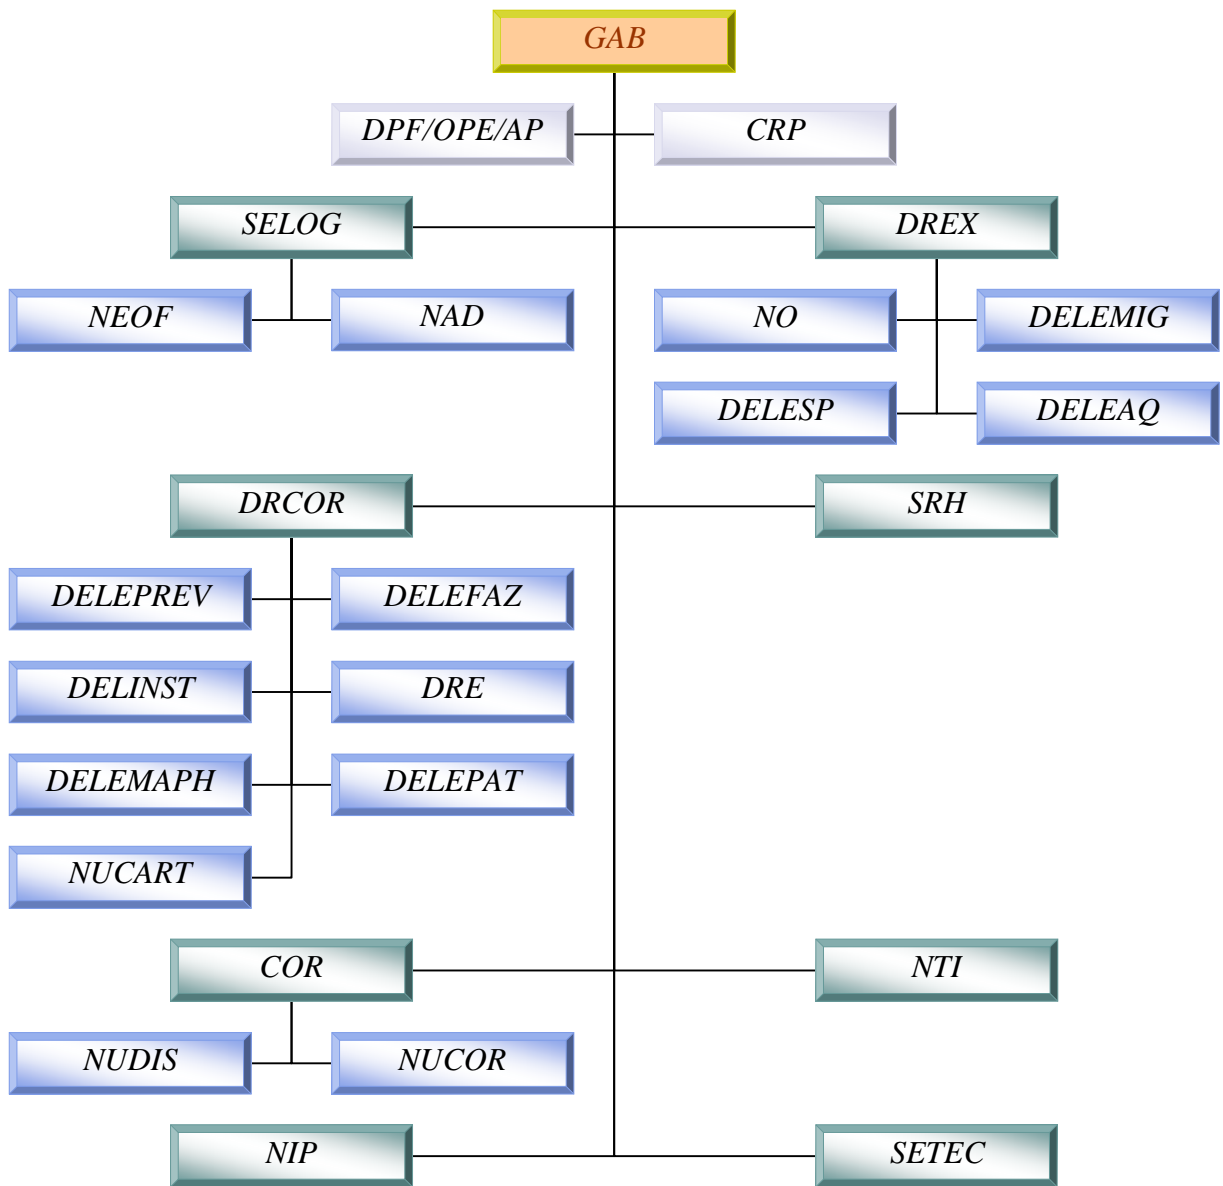 GAB
DPF/OPE/AP
CRP
SELOG
DREX
NEOF
NAD
NO
DELEMIG
DELESP
DELEAQ
DRCOR
SRH
DELEPREV
DELEFAZ
DELINST
DRE
DELEMAPH
DELEPAT
NUCART
COR
NTI
NUDIS
NUCOR
NIP
SETEC